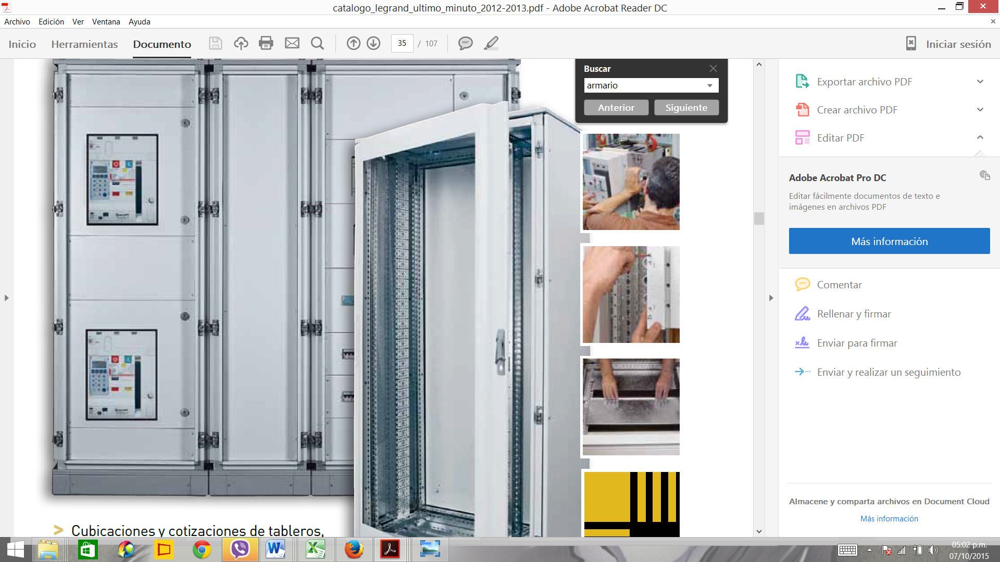 catalogo_legrand_ultimo_minuto_2012-2013.pdf - Adobe Acrobat Reader DC
Archivo Edición Ver Ventana Ayuda
Inicio Herramientas Documento 35 / 107 Iniciar sesión
Buscar
armario
Anterior Siguiente
Exportar archivo PDF
Crear archivo PDF
Editar PDF
Adobe Acrobat Pro DC
Editar fácilmente documentos de texto e
imágenes en archivos PDF
Más información
Comentar
Rellenar y firmar
Enviar para firmar
Enviar y realizar un seguimiento
Almacene y comparta archivos en Document Cloud
Más información
> Cubicaciones y cotizaciones de tableros,
05:02 p.m.
07/10/2015